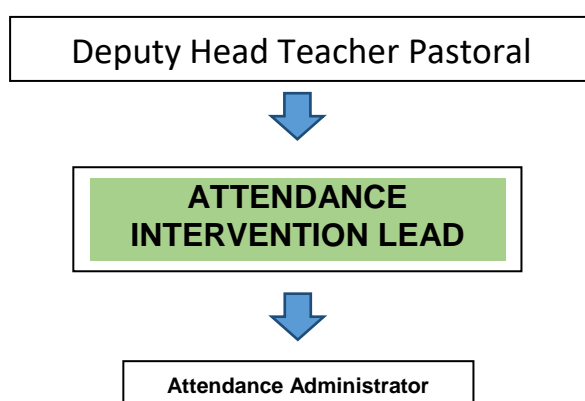 Deputy Head Teacher Pastoral
ATTENDANCE
INTERVENTION LEAD
Attendance Administrator